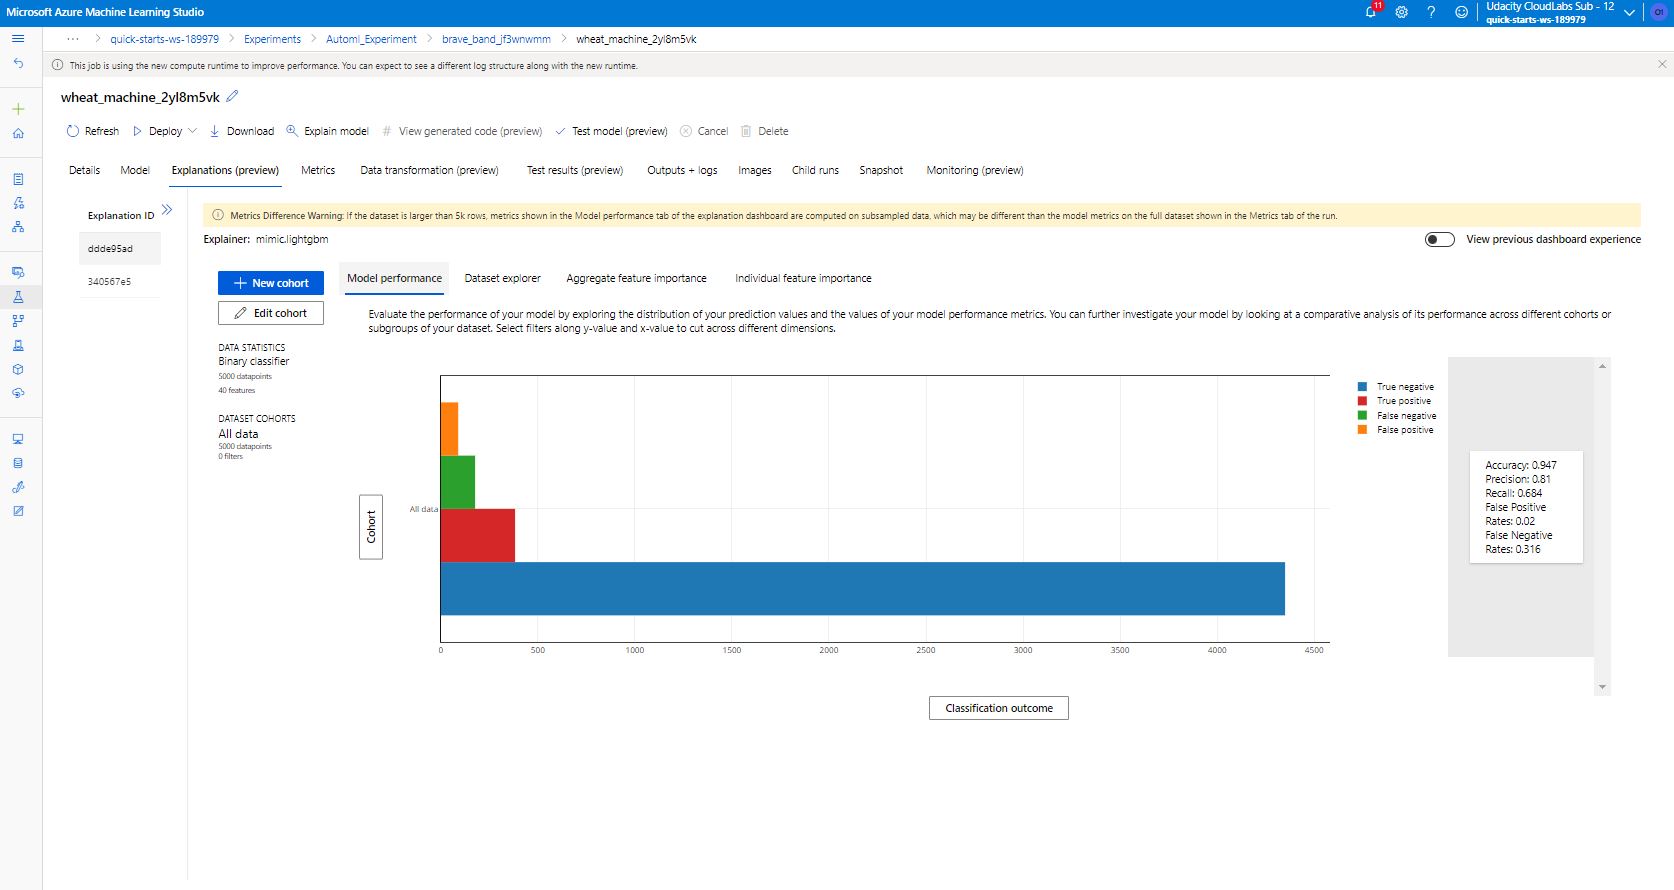 Microsoft Azure Machine Learning Studio
11
?
Udacity CloudLabs Sub - 12
quick-starts-ws-189979
··· > quick-starts-ws-189979 > Experiments > Automl_Experiment > brave_band_jf3wnwmm > wheat_machine_2yl8m5vk
This job is using the new compute runtime to improve performance. You can expect to see a different log structure along with the new runtime.
wheat_machine_2yl8m5vk
Refresh Deploy Download Explain model # View generated code (preview) Test model (preview) Cancel Delete
Details Model Explanations (preview) Metrics Data transformation (preview) Test results (preview) Outputs + logs Images Child runs Snapshot Monitoring (preview)
Explanation ID
ddde95ad
340567e5
Metrics Difference Warning: If the dataset is larger than 5k rows, metrics shown in the Model performance tab of the explanation dashboard are computed on subsampled data, which may be different than the model metrics on the full dataset shown in the Metrics tab of the run.
Explainer: mimic.lightgbm
View previous dashboard experience
New cohort
Edit cohort
DATA STATISTICS
Binary classifier
5000 datapoints
40 features
DATASET COHORTS
All data
5000 datapoints
0 filters
Model performance Dataset explorer Aggregate feature importance Individual feature importance
Evaluate the performance of your model by exploring the distribution of your prediction values and the values of your model performance metrics. You can further investigate your model by looking at a comparative analysis of its performance across different cohorts or
subgroups of your dataset. Select filters along y-value and x-value to cut across different dimensions.
Cohort
All data
0 500 1000 1500 2000 2500 3000 3500 4000 4500
Classification outcome
True negative
True positive
False negative
False positive
Accuracy: 0.947
Precision: 0.81
Recall: 0.684
False Positive
Rates: 0.02
False Negative
Rates: 0.316